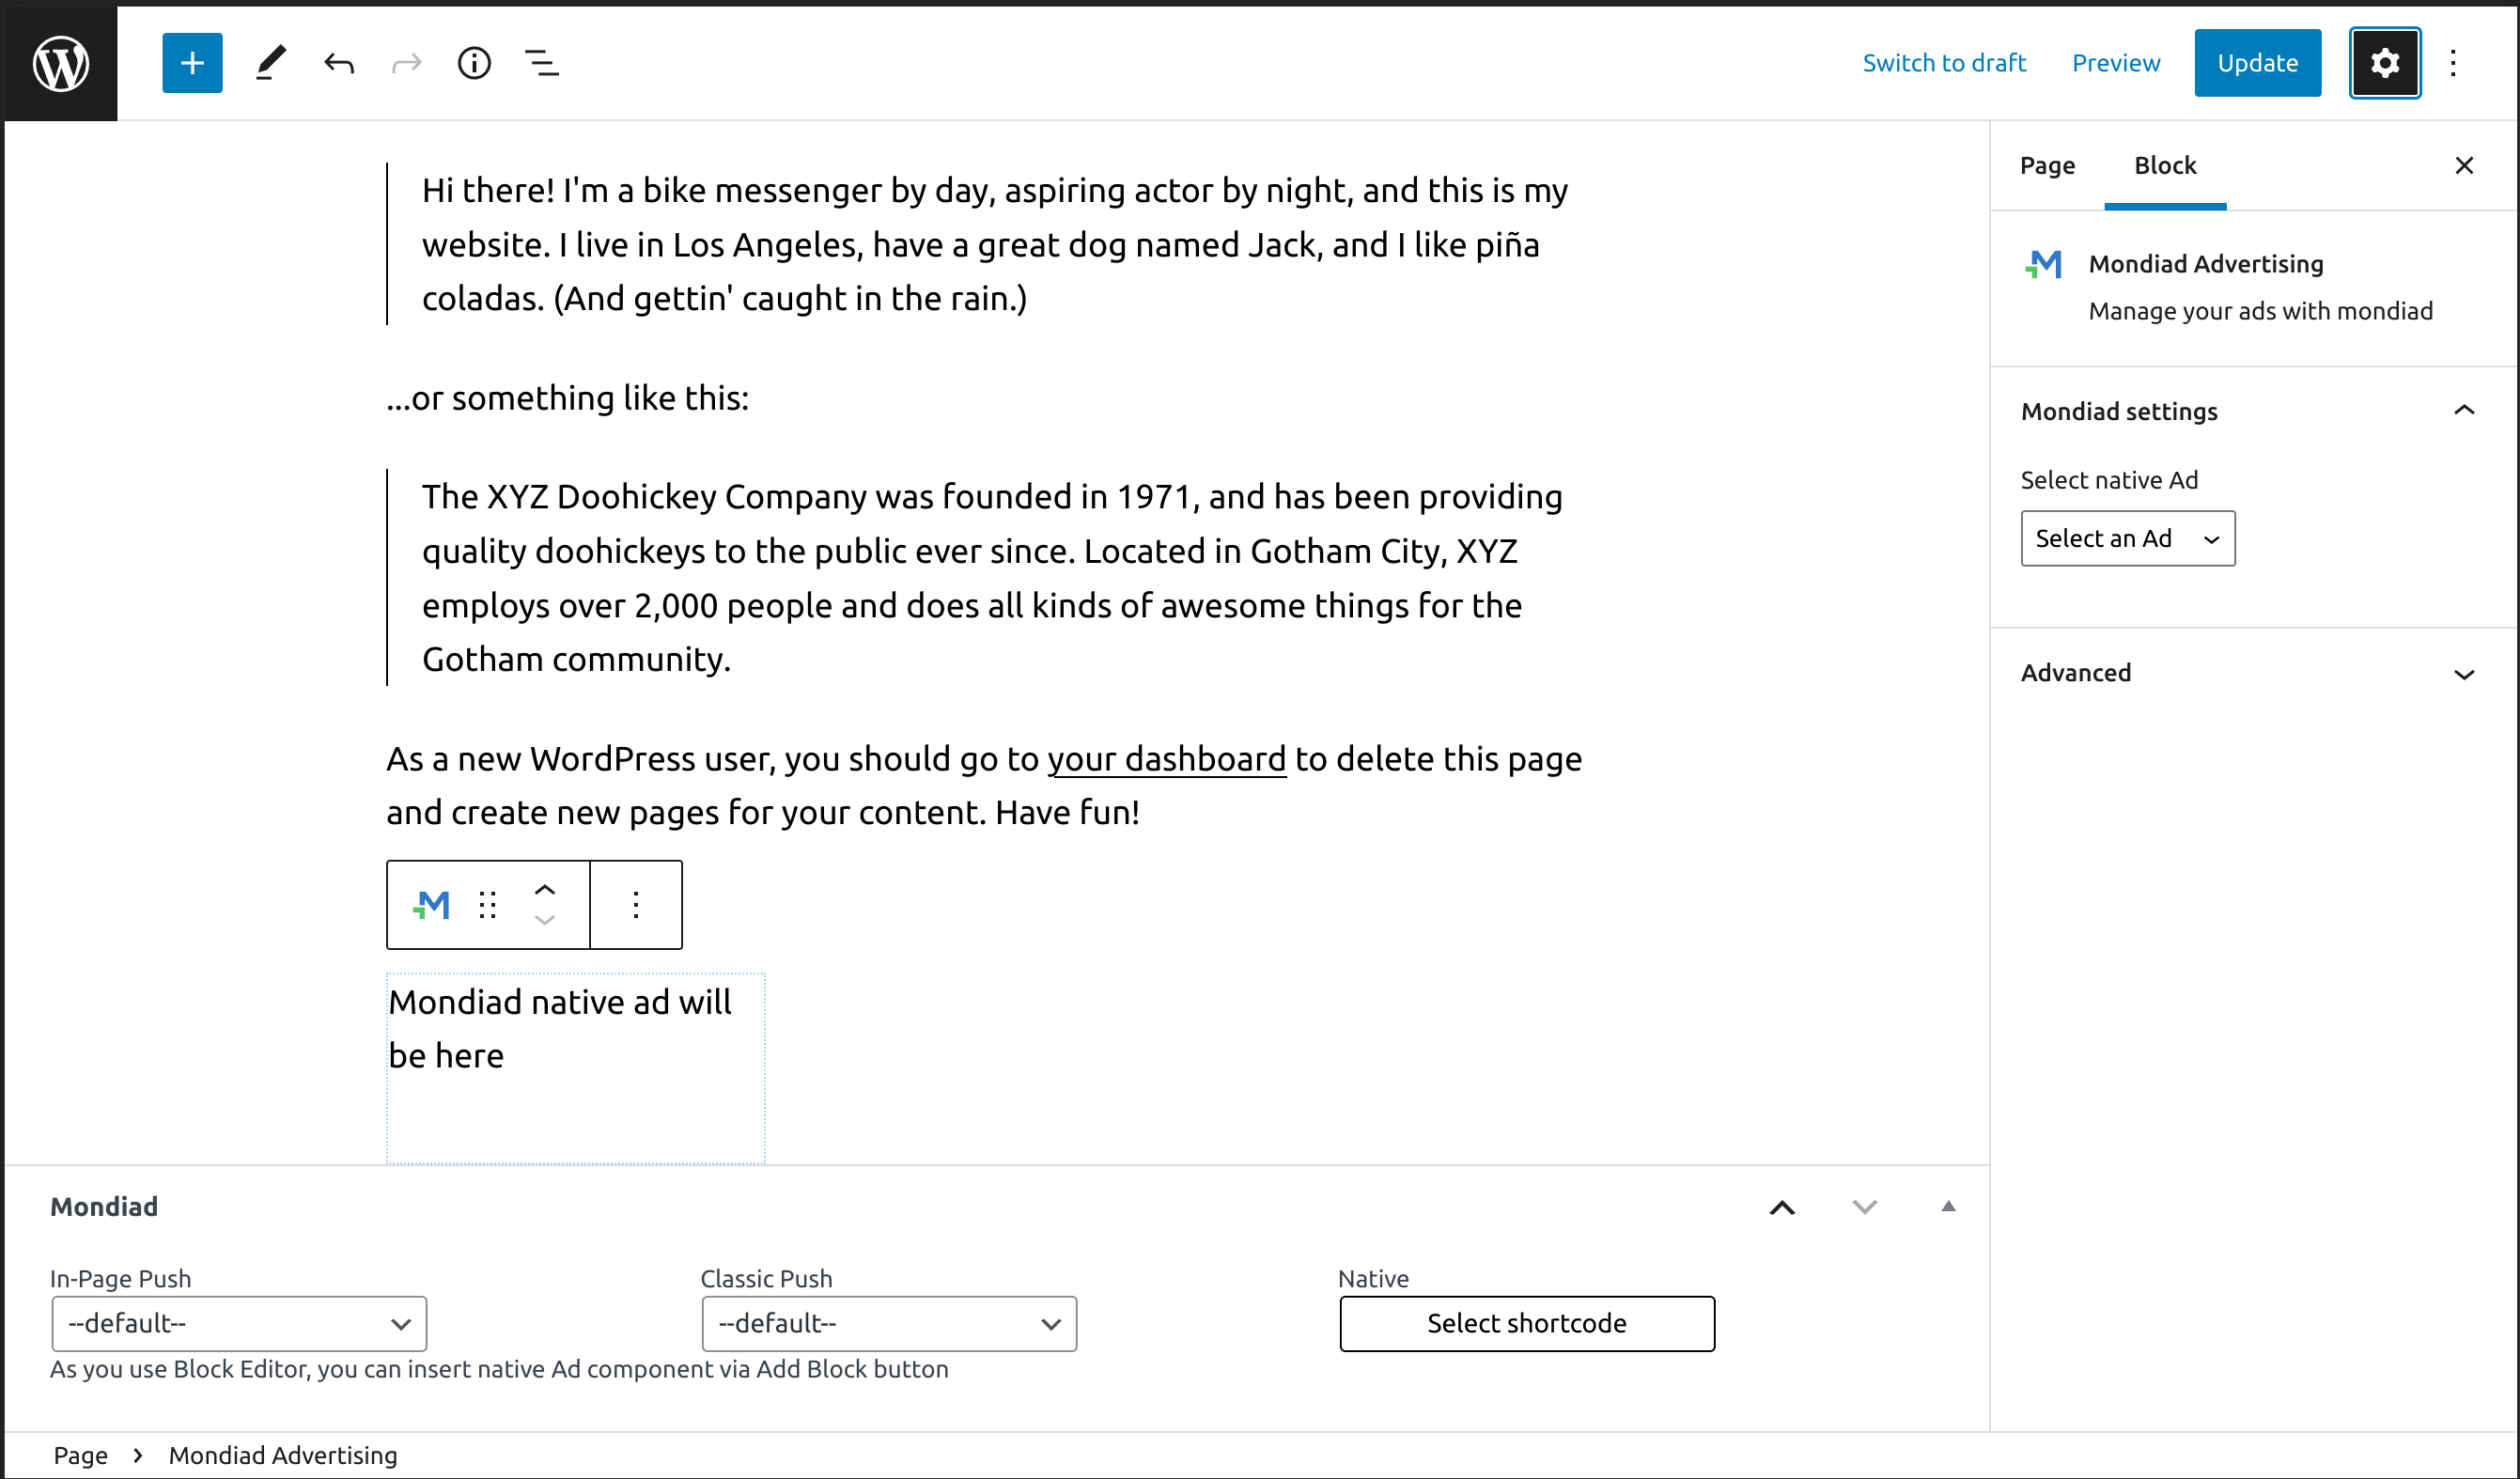 Switch to draft
Preview
Update
Hi there! I'm a bike messenger by day, aspiring actor by night, and this is my
website. I live in Los Angeles, have a great dog named Jack, and I like piña
coladas. (And gettin' caught in the rain.)
...or something like this:
The XYZ Doohickey Company was founded in 1971, and has been providing
quality doohickeys to the public ever since. Located in Gotham City, XYZ
employs over 2,000 people and does all kinds of awesome things for the
Gotham community.
As a new WordPress user, you should go to your dashboard to delete this page
and create new pages for your content. Have fun!
Mondiad native ad will
be here
Page
Block
Mondiad Advertising
Manage your ads with mondiad
Mondiad settings
Select native Ad
Select an Ad
Advanced
Mondiad
In-Page Push
--default--
Classic Push
--default--
Native
Select shortcode
As you use Block Editor, you can insert native Ad component via Add Block button
Page › Mondiad Advertising